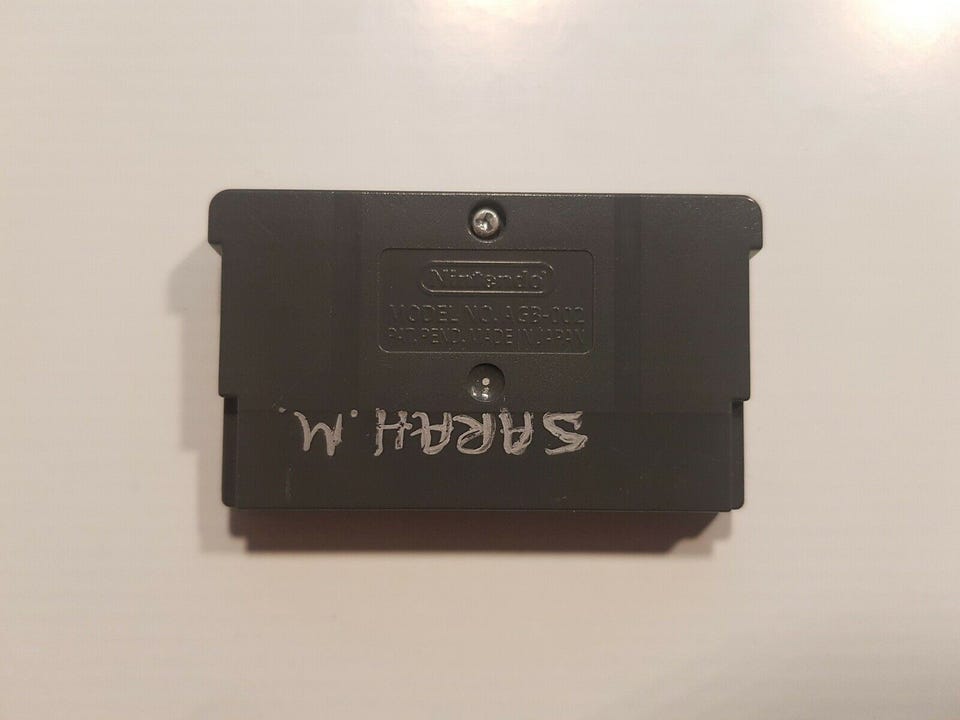 Nintendo®
MODEL NO. AGB-002
PAT. PEND. MADE IN JAPAN
SARAH. M.